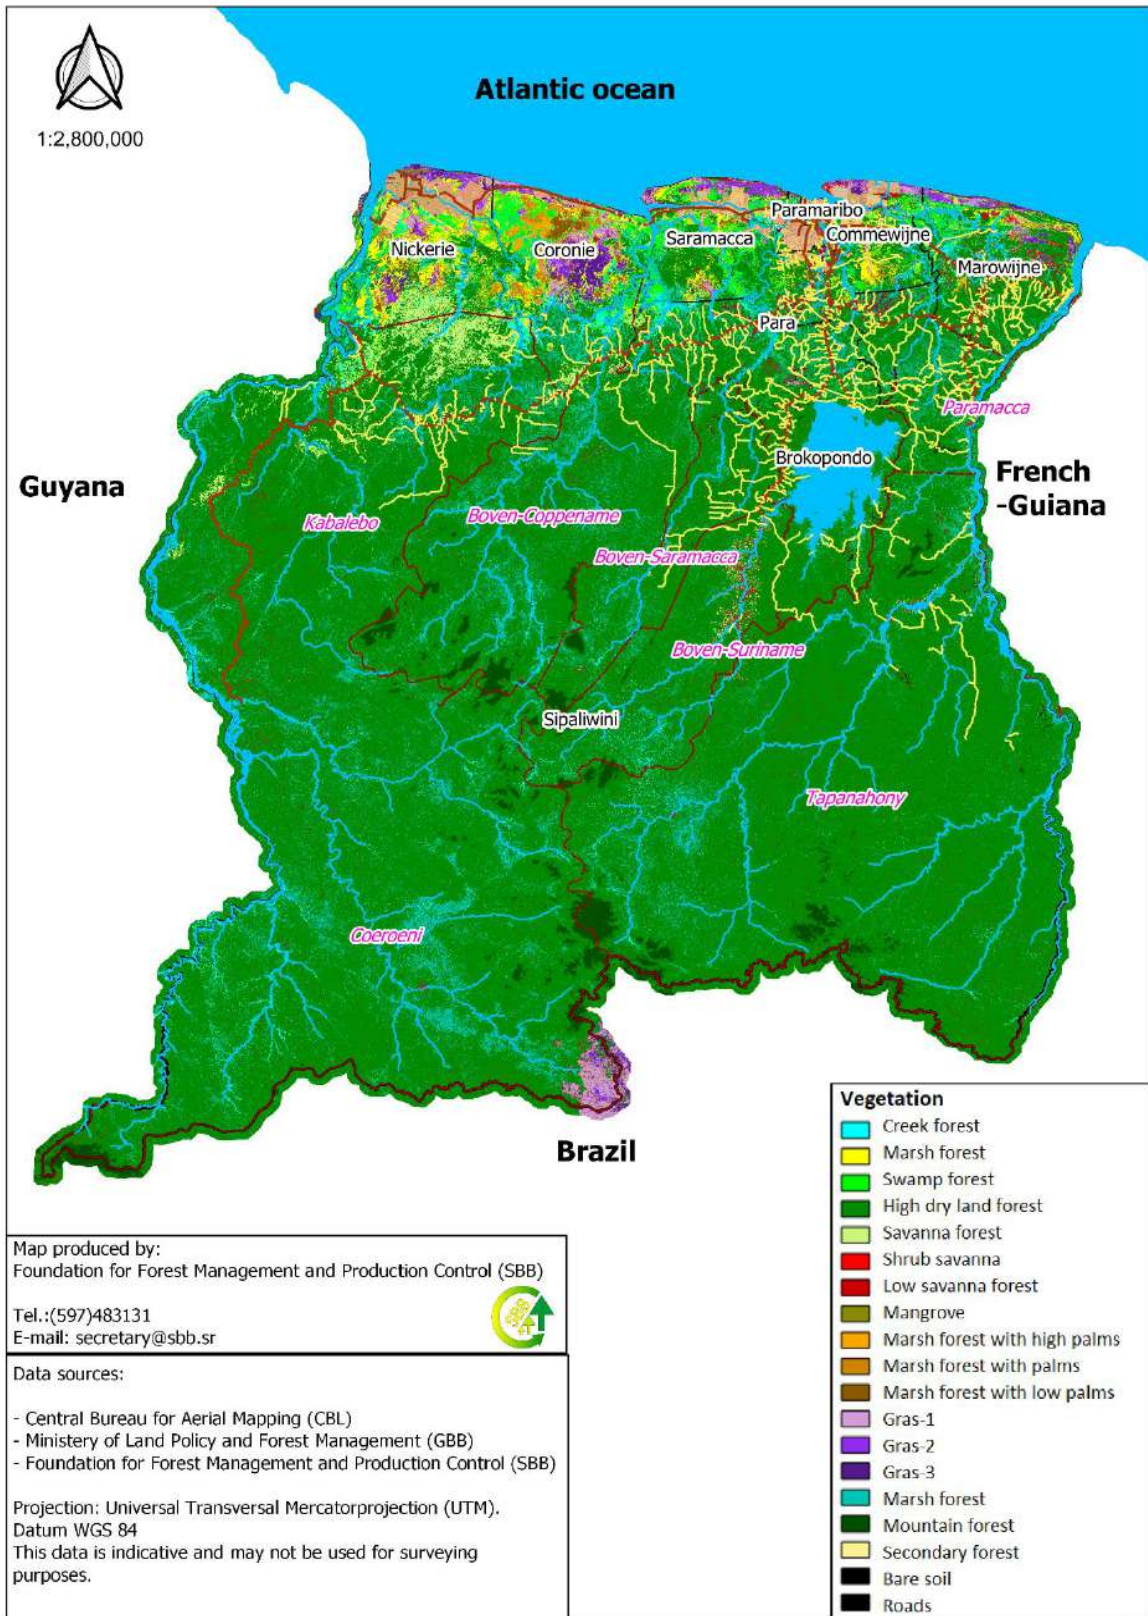 Atlantic ocean
1:2,800,000
Paramaribo
Saramacca
Commewijne
Nickerie
Coronie
Marowijne
Para
Paramacca
Brokopondo
French
-Guiana
Guyana
Kabalebo
Boven-Coppename
Boven-Saramacca
Boven-Suriname
Sipaliwini
Tapanahony
Coeroeni
Brazil
Vegetation
Creek forest
Marsh forest
Swamp forest
High dry land forest
Savanna forest
Shrub savanna
Low savanna forest
Mangrove
Marsh forest with high palms
Marsh forest with palms
Marsh forest with low palms
Gras-1
Gras-2
Gras-3
Marsh forest
Mountain forest
Secondary forest
Bare soil
Roads
Map produced by:
Foundation for Forest Management and Production Control (SBB)
Tel.:(597)483131
E-mail: secretary@sbb.sr
Data sources:
- Central Bureau for Aerial Mapping (CBL)
- Ministry of Land Policy and Forest Management (GBB)
- Foundation for Forest Management and Production Control (SBB)
Projection: Universal Transversal Mercatorprojection (UTM).
Datum WGS 84
This data is indicative and may not be used for surveying
purposes.